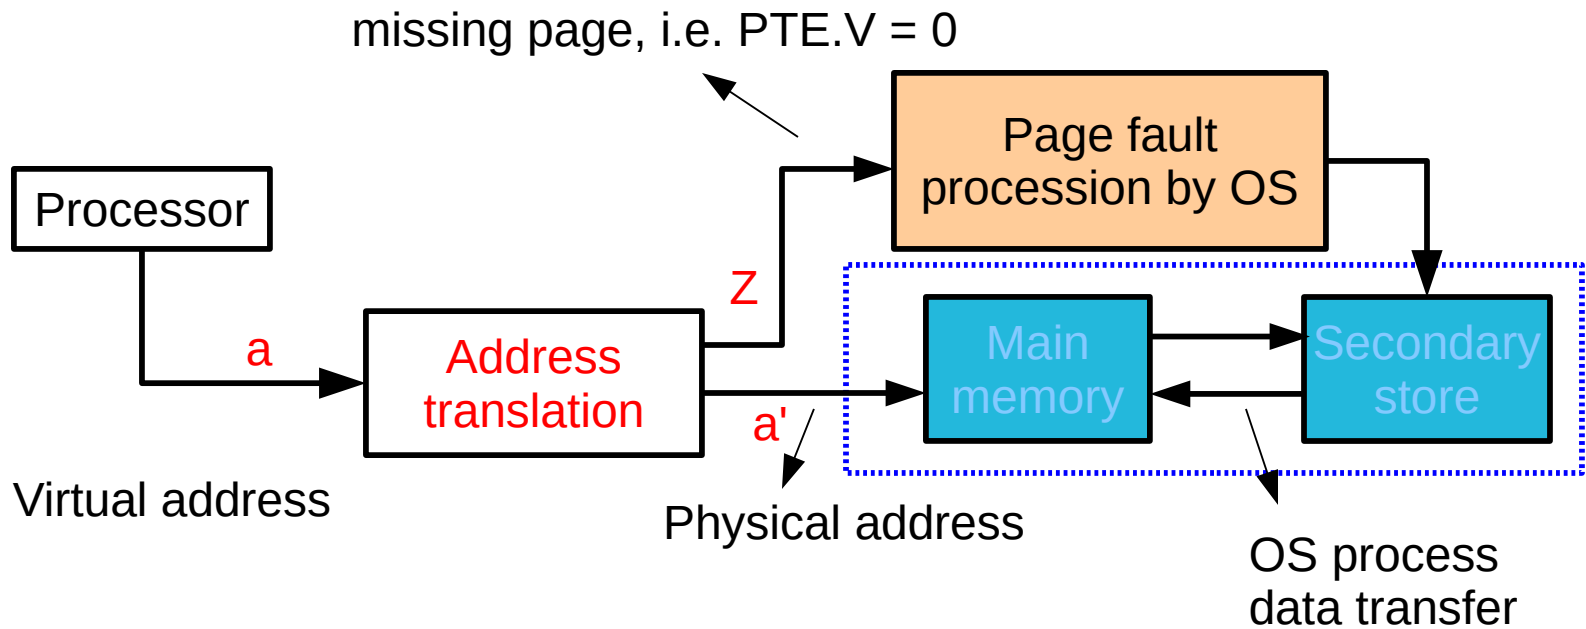 missing page, i.e. PTE.V = 0
Page fault
procession by OS
Processor
Z
a
Address
translation
Main
memory
Secondary
store
a'
Virtual address
Physical address
OS process
data transfer